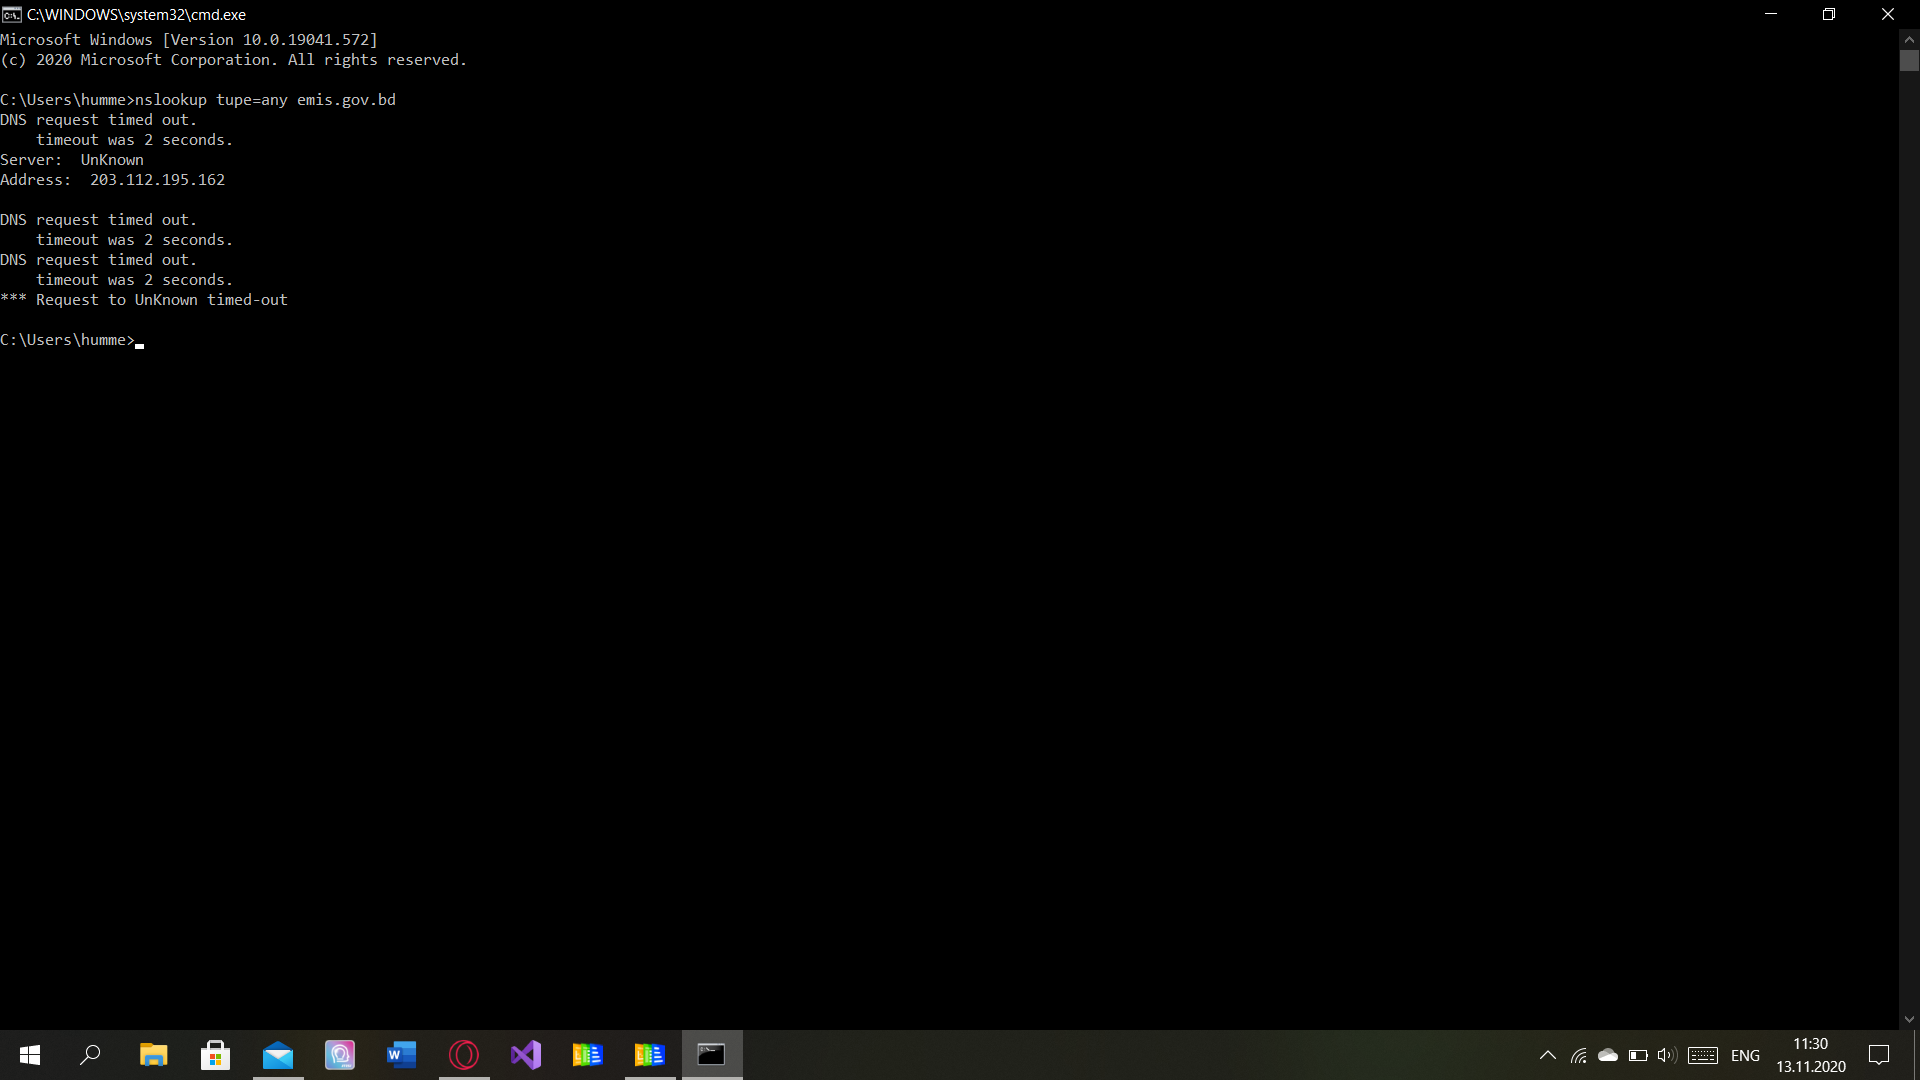 C:\WINDOWS\system32\cmd.exe
Microsoft Windows [Version 10.0.19041.572]
(c) 2020 Microsoft Corporation. All rights reserved.
C:\Users\humme>nslookup tupe=any emis.gov.bd
DNS request timed out.
    timeout was 2 seconds.
Server:  UnKnown
Address:  203.112.195.162
DNS request timed out.
    timeout was 2 seconds.
DNS request timed out.
    timeout was 2 seconds.
*** Request to UnKnown timed-out
C:\Users\humme>
ENG
11:30
13.11.2020